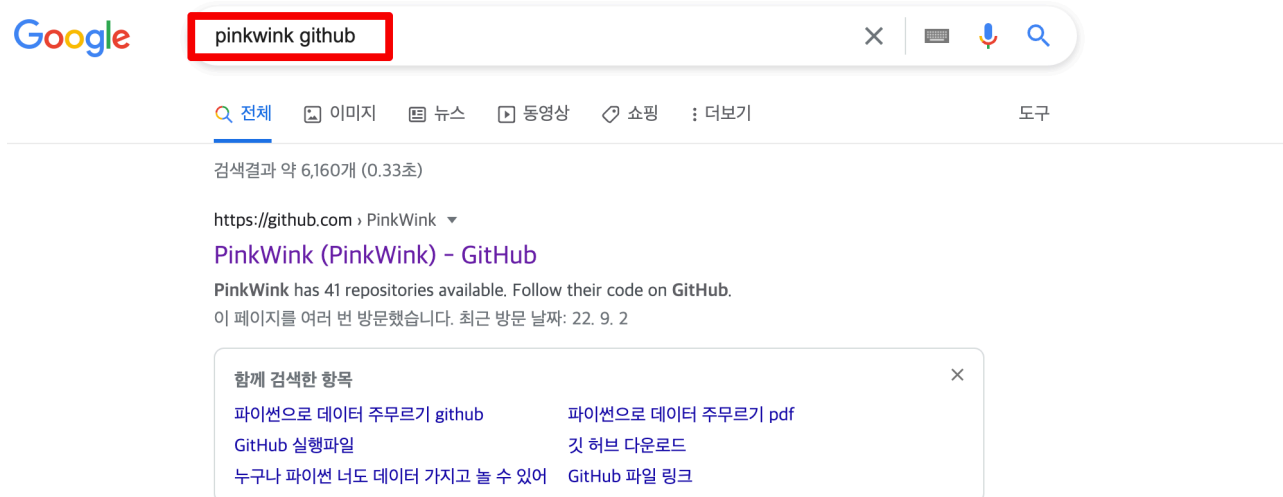 Google
pinkwink github
전체 이미지 뉴스 동영상 쇼핑 더보기 도구
검색결과 약 6,160개 (0.33초)
https://github.com › PinkWink
PinkWink (PinkWink) - GitHub
PinkWink has 41 repositories available. Follow their code on GitHub.
이 페이지를 여러 번 방문했습니다. 최근 방문 날짜: 22. 9. 2
함께 검색한 항목
파이썬으로 데이터 주무르기 github 파이썬으로 데이터 주무르기 pdf
GitHub 실행파일 깃 허브 다운로드
누구나 파이썬 너도 데이터 가지고 놀 수 있어 GitHub 파일 링크